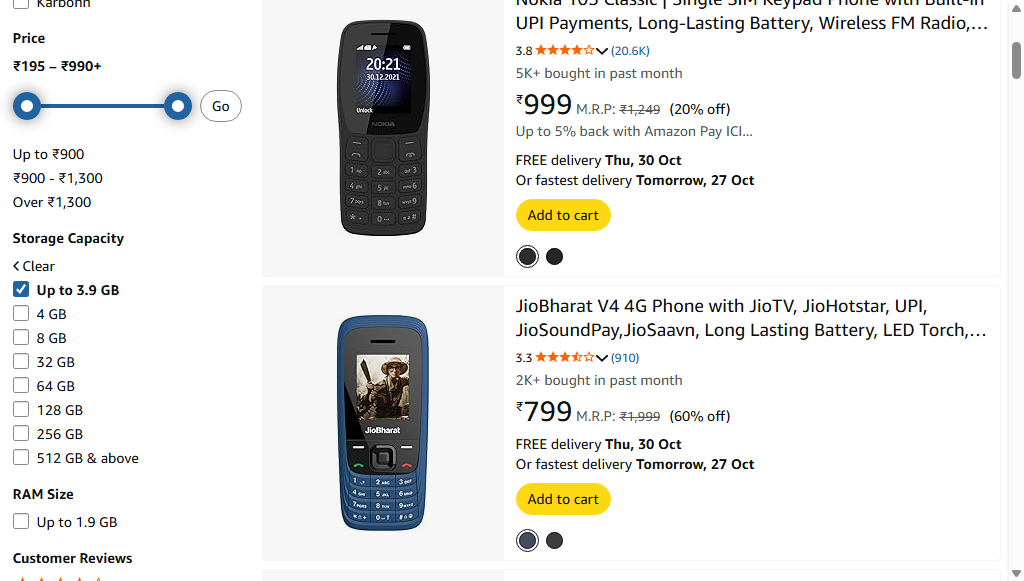 Karbonn
Price
₹195 – ₹990+
Go
Up to ₹900
₹900 - ₹1,300
Over ₹1,300
Storage Capacity
Clear
Up to 3.9 GB
4 GB
8 GB
32 GB
64 GB
128 GB
256 GB
512 GB & above
RAM Size
Up to 1.9 GB
Customer Reviews
20:21
30.12.2021
Unlock
NOKIA
Nokia 105 Classic | Single SIM Keypad Phone with Built-in
UPI Payments, Long-Lasting Battery, Wireless FM Radio,…
3.8 (20.6K)
5K+ bought in past month
₹999 M.R.P: ₹1,249 (20% off)
Up to 5% back with Amazon Pay ICI…
FREE delivery Thu, 30 Oct
Or fastest delivery Tomorrow, 27 Oct
Add to cart
JioBharat
JioBharat V4 4G Phone with JioTV, JioHotstar, UPI,
JioSoundPay,JioSaavn, Long Lasting Battery, LED Torch,…
3.3 (910)
2K+ bought in past month
₹799 M.R.P: ₹1,999 (60% off)
FREE delivery Thu, 30 Oct
Or fastest delivery Tomorrow, 27 Oct
Add to cart